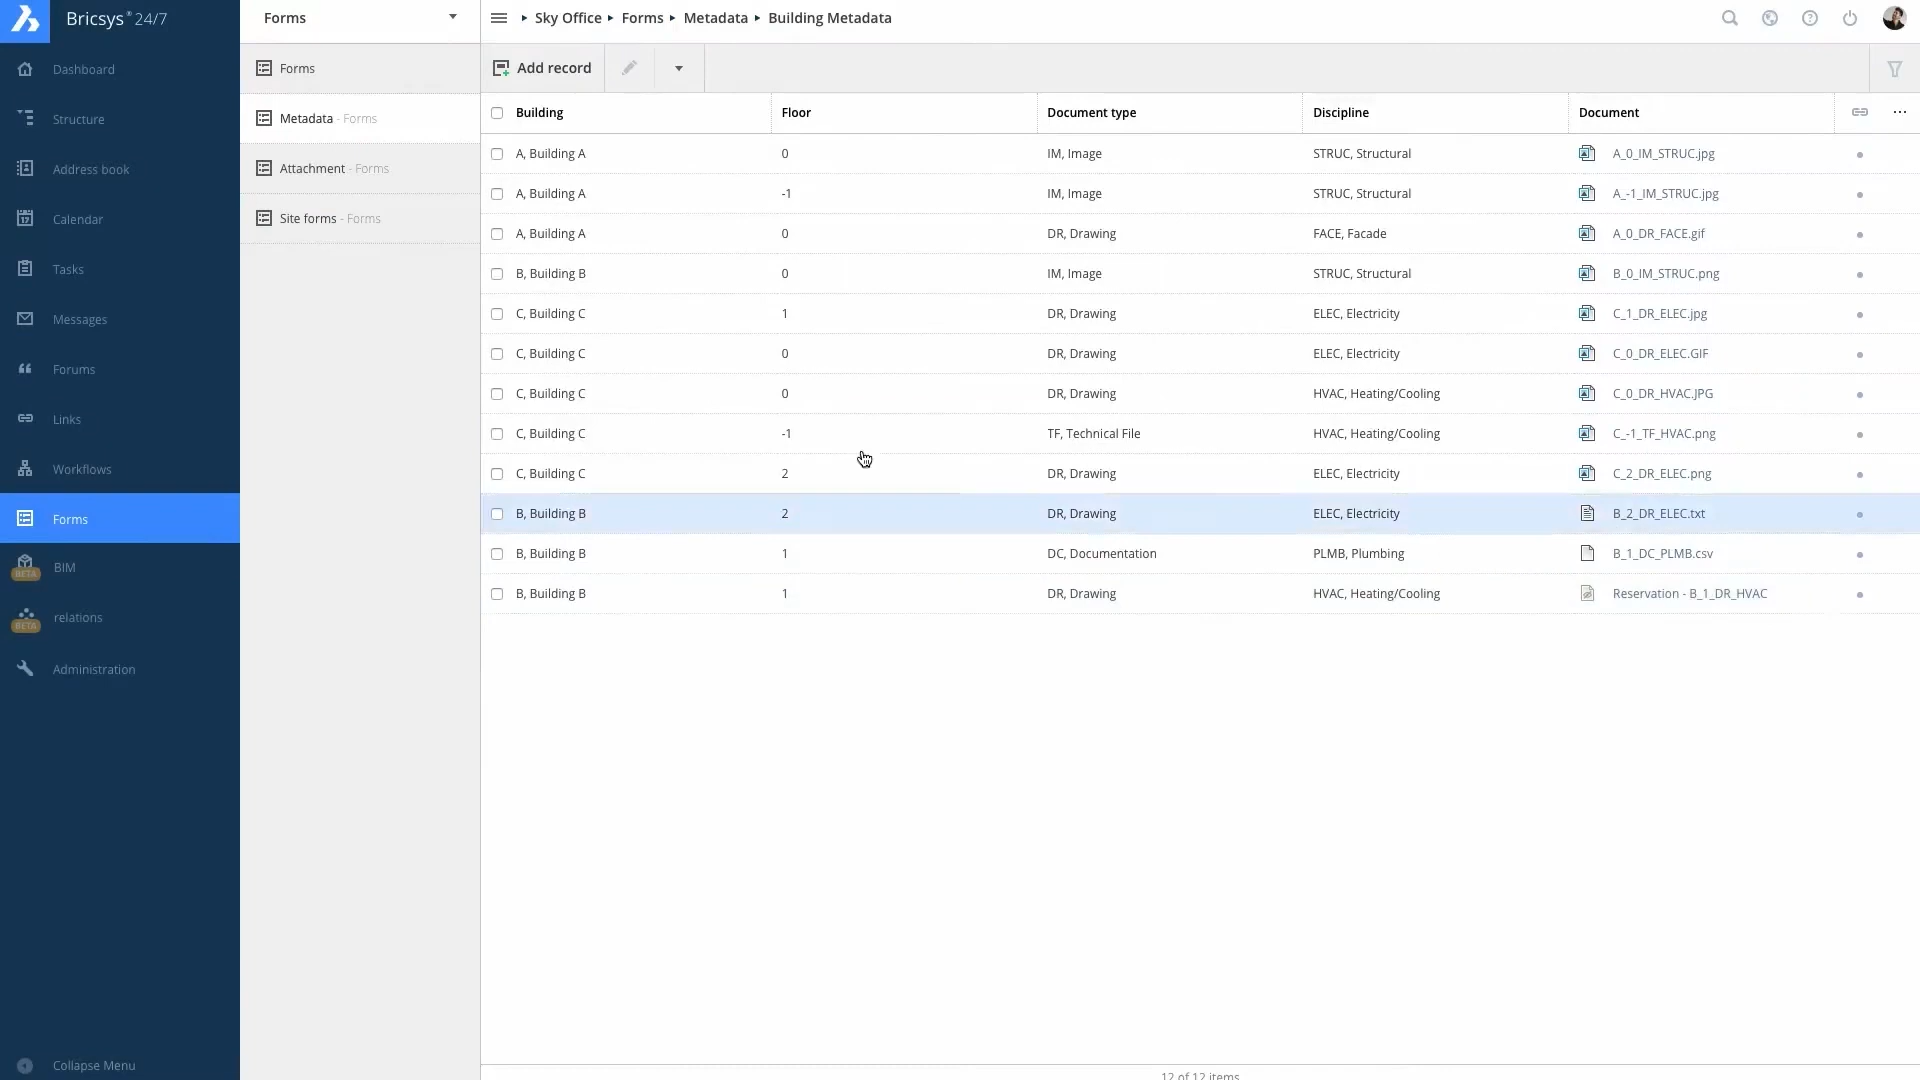 Bricsys® 24/7
Dashboard
Structure
Address book
Calendar
Tasks
Messages
Forums
Links
Workflows
Forms
BETA BIM
BETA relations
Administration
Collapse Menu
Forms
Forms
Metadata - Forms
Attachment - Forms
Site forms - Forms
Sky Office Forms Metadata Building Metadata
Add record
Building Floor Document type Discipline Document
A, Building A 0 IM, Image STRUC, Structural A_0_IM_STRUC.jpg
A, Building A -1 IM, Image STRUC, Structural A_-1_IM_STRUC.jpg
A, Building A 0 DR, Drawing FACE, Facade A_0_DR_FACE.gif
B, Building B 0 IM, Image STRUC, Structural B_0_IM_STRUC.png
C, Building C 1 DR, Drawing ELEC, Electricity C_1_DR_ELEC.jpg
C, Building C 0 DR, Drawing ELEC, Electricity C_0_DR_ELEC.GIF
C, Building C 0 DR, Drawing HVAC, Heating/Cooling C_0_DR_HVAC.JPG
C, Building C -1 TF, Technical File HVAC, Heating/Cooling C_-1_TF_HVAC.png
C, Building C 2 DR, Drawing ELEC, Electricity C_2_DR_ELEC.png
B, Building B 2 DR, Drawing ELEC, Electricity B_2_DR_ELEC.txt
B, Building B 1 DC, Documentation PLMB, Plumbing B_1_DC_PLMB.csv
B, Building B 1 DR, Drawing HVAC, Heating/Cooling Reservation - B_1_DR_HVAC
12 of 12 items